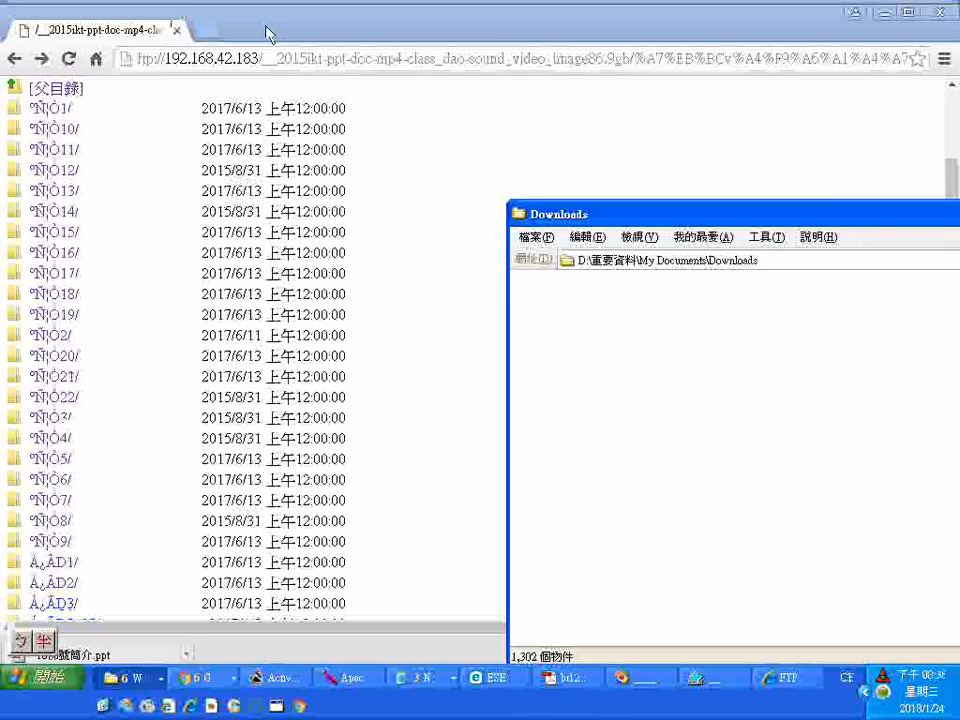 /__2015ikt-ppt-doc-mp4-cla
ftp://192.168.42.183/__2015ikt-ppt-doc-mp4-class_dao-sound_video_image86.9gb/%A7%EB%BCv%A4%F9%A6%A1%A4%A7
[父目錄]
ºÑ¦Ò1/ 2017/6/13 上午12:00:00
ºÑ¦Ò10/ 2017/6/13 上午12:00:00
ºÑ¦Ò11/ 2017/6/13 上午12:00:00
ºÑ¦Ò12/ 2015/8/31 上午12:00:00
ºÑ¦Ò13/ 2017/6/13 上午12:00:00
ºÑ¦Ò14/ 2015/8/31 上午12:00:00
ºÑ¦Ò15/ 2017/6/13 上午12:00:00
ºÑ¦Ò16/ 2017/6/13 上午12:00:00
ºÑ¦Ò17/ 2017/6/13 上午12:00:00
ºÑ¦Ò18/ 2017/6/13 上午12:00:00
ºÑ¦Ò19/ 2017/6/13 上午12:00:00
ºÑ¦Ò2/ 2017/6/11 上午12:00:00
ºÑ¦Ò20/ 2017/6/13 上午12:00:00
ºÑ¦Ò21/ 2017/6/13 上午12:00:00
ºÑ¦Ò22/ 2015/8/31 上午12:00:00
ºÑ¦Ò3/ 2015/8/31 上午12:00:00
ºÑ¦Ò4/ 2015/8/31 上午12:00:00
ºÑ¦Ò5/ 2017/6/13 上午12:00:00
ºÑ¦Ò6/ 2017/6/13 上午12:00:00
ºÑ¦Ò7/ 2017/6/13 上午12:00:00
ºÑ¦Ò8/ 2015/8/31 上午12:00:00
ºÑ¦Ò9/ 2017/6/13 上午12:00:00
Á¿ÂD1/ 2017/6/13 上午12:00:00
Á¿ÂD2/ 2017/6/13 上午12:00:00
Á¿ÂD3/ 2017/6/13 上午12:00:00
Downloads
檔案(F) 編輯(E) 檢視(V) 我的最愛(A) 工具(T) 說明(H)
網址(D) D:\重要資料\My Documents\Downloads
1,302 個物件
ㄅ 半
號簡介.ppt
開始 6 W 6 G Activ... Apec 3 N ESE br12... FTP CE
下午 08:36
星期三
2018/1/24